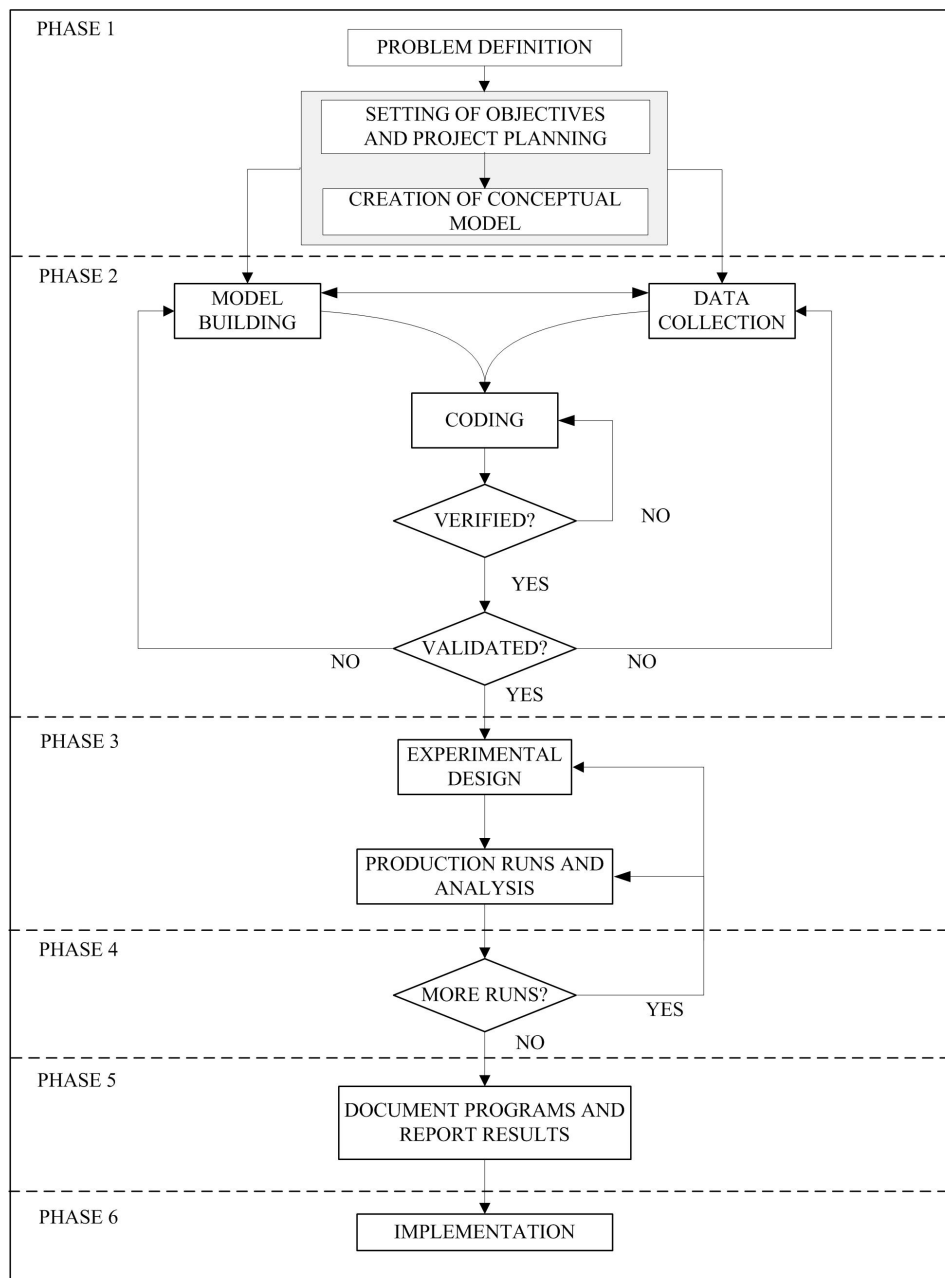 PHASE 1
PROBLEM DEFINITION
SETTING OF OBJECTIVES
AND PROJECT PLANNING
CREATION OF CONCEPTUAL
MODEL
PHASE 2
MODEL
BUILDING
DATA
COLLECTION
CODING
VERIFIED?
NO
YES
VALIDATED?
NO
NO
YES
PHASE 3
EXPERIMENTAL
DESIGN
PRODUCTION RUNS AND
ANALYSIS
PHASE 4
MORE RUNS?
YES
NO
PHASE 5
DOCUMENT PROGRAMS AND
REPORT RESULTS
PHASE 6
IMPLEMENTATION